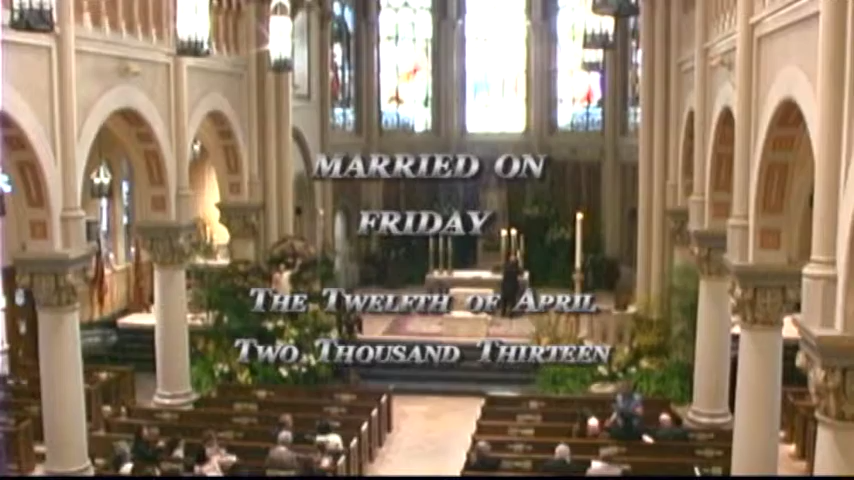 MARRIED ON
FRIDAY
THE TWELFTH OF APRIL
TWO THOUSAND THIRTEEN